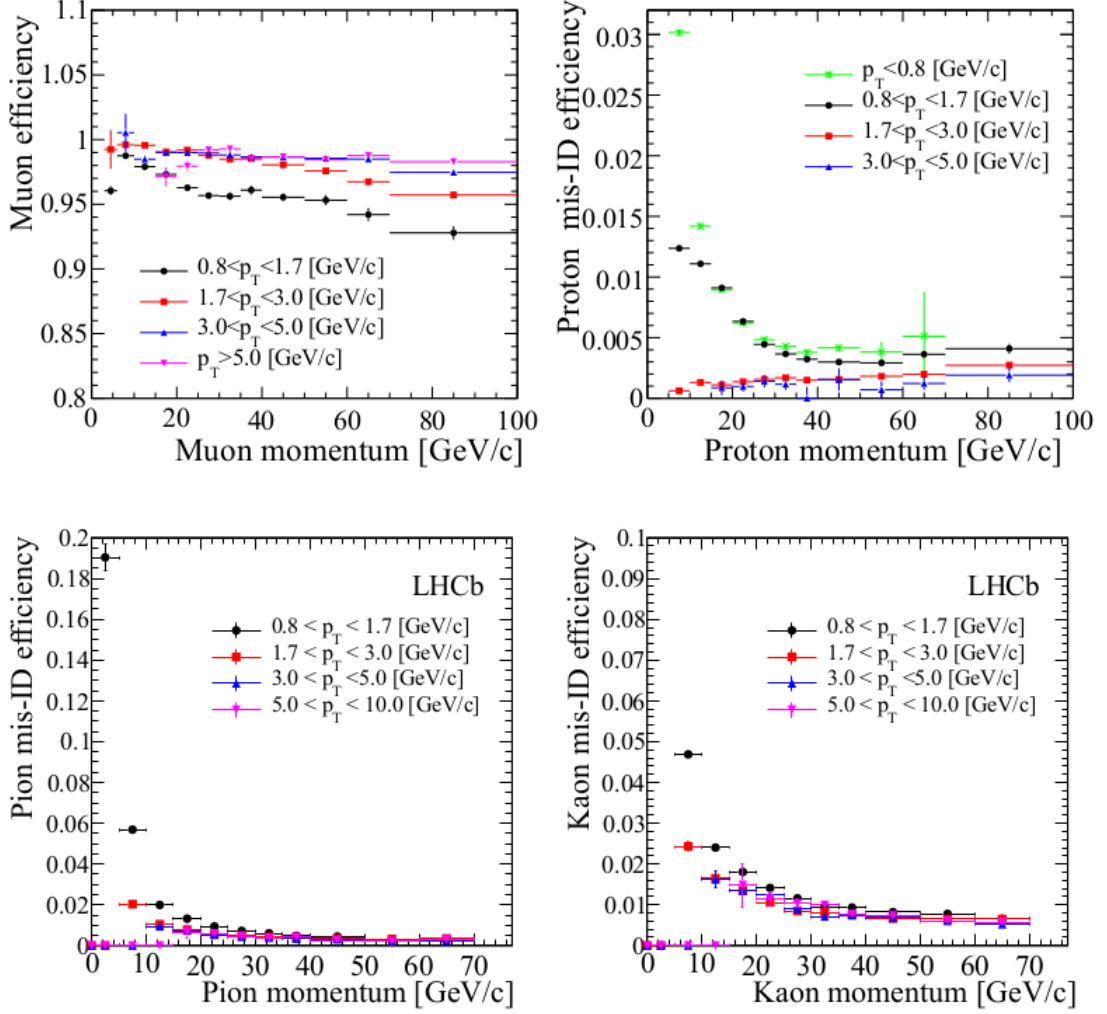 Muon efficiency
1.1
1.05
1
0.95
0.9
0.85
0.8
0.8<p_T<1.7 [GeV/c]
1.7<p_T<3.0 [GeV/c]
3.0<p_T<5.0 [GeV/c]
p_T>5.0 [GeV/c]
0 20 40 60 80 100
Muon momentum [GeV/c]
Proton mis-ID efficiency
0.03
0.025
0.02
0.015
0.01
0.005
0
p_T<0.8 [GeV/c]
0.8<p_T<1.7 [GeV/c]
1.7<p_T<3.0 [GeV/c]
3.0<p_T<5.0 [GeV/c]
0 20 40 60 80 100
Proton momentum [GeV/c]
Pion mis-ID efficiency
0.2
0.18
0.16
0.14
0.12
0.1
0.08
0.06
0.04
0.02
0
LHCb
0.8 < p_T < 1.7 [GeV/c]
1.7 < p_T < 3.0 [GeV/c]
3.0 < p_T <5.0 [GeV/c]
5.0 < p_T < 10.0 [GeV/c]
0 10 20 30 40 50 60 70
Pion momentum [GeV/c]
Kaon mis-ID efficiency
0.1
0.09
0.08
0.07
0.06
0.05
0.04
0.03
0.02
0.01
0
LHCb
0.8 < p_T < 1.7 [GeV/c]
1.7 < p_T < 3.0 [GeV/c]
3.0 < p_T <5.0 [GeV/c]
5.0 < p_T < 10.0 [GeV/c]
0 10 20 30 40 50 60 70
Kaon momentum [GeV/c]